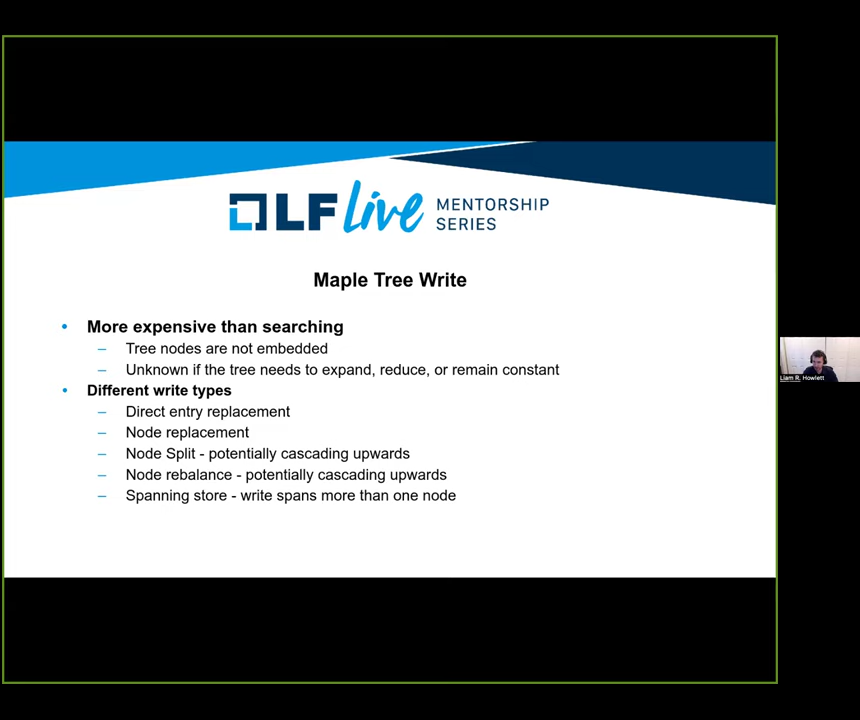 LF Live MENTORSHIP
SERIES
Maple Tree Write
• More expensive than searching
– Tree nodes are not embedded
– Unknown if the tree needs to expand, reduce, or remain constant
• Different write types
– Direct entry replacement
– Node replacement
– Node Split - potentially cascading upwards
– Node rebalance - potentially cascading upwards
– Spanning store - write spans more than one node
Liam R. Howlett